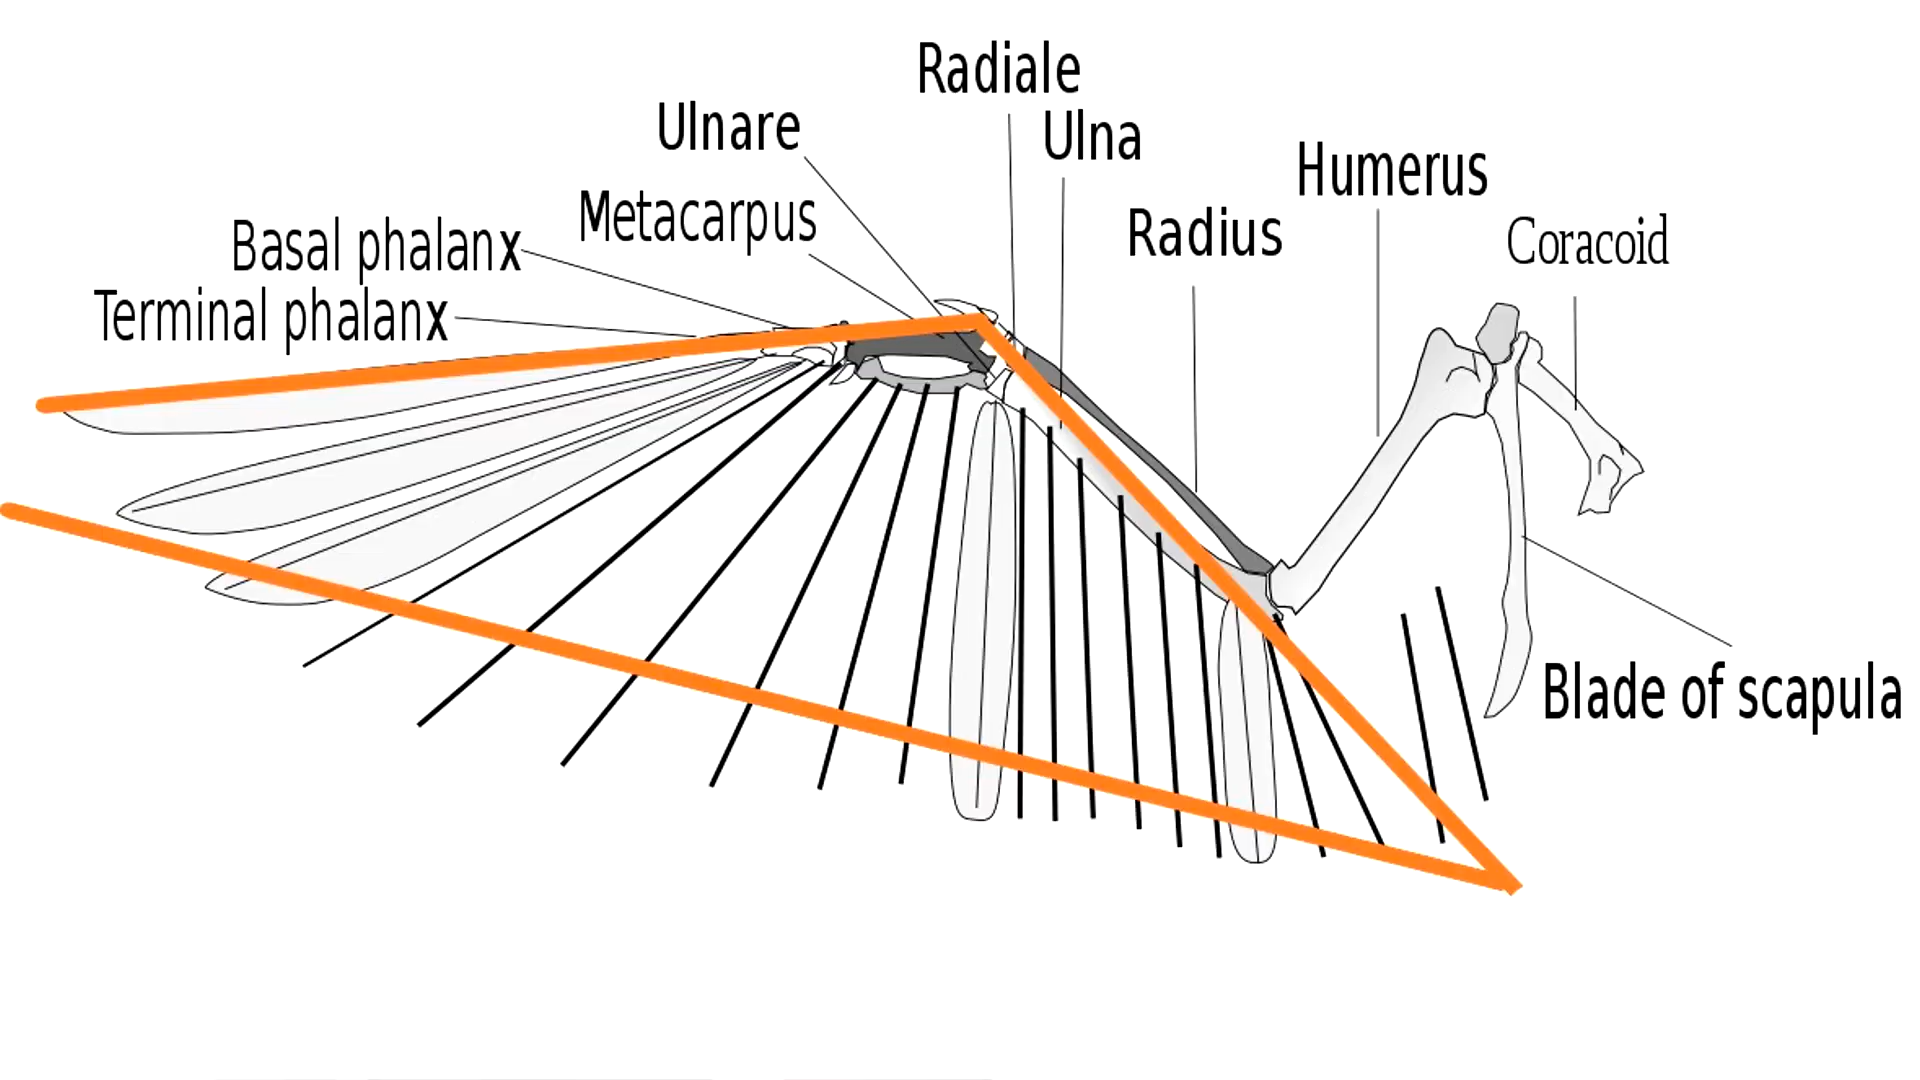 Radiale
Ulnare
Ulna
Humerus
Metacarpus
Radius
Coracoid
Basal phalanx
Terminal phalanx
Blade of scapula